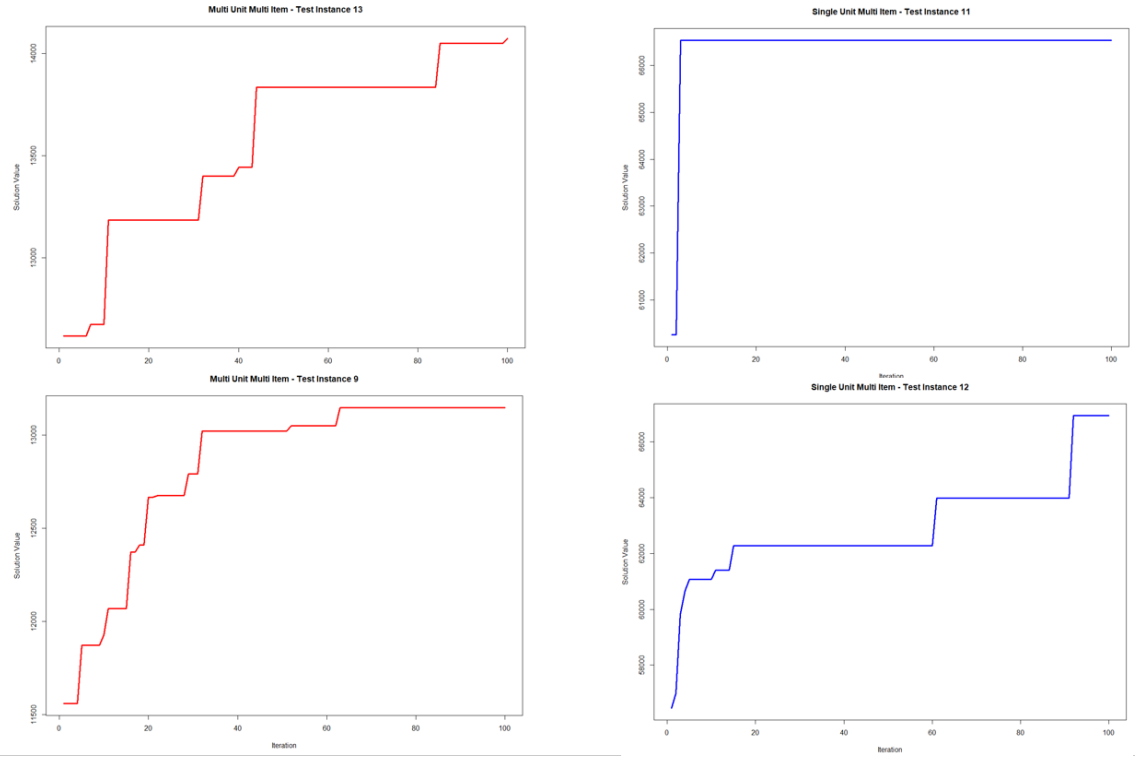 Multi Unit Multi Item - Test Instance 13
Solution Value
14000
13500
13000
0 20 40 60 80 100
Single Unit Multi Item - Test Instance 11
Solution Value
66000
65000
64000
63000
62000
61000
0 20 40 60 80 100
Iteration
Multi Unit Multi Item - Test Instance 9
Solution Value
13000
12500
12000
11500
0 20 40 60 80 100
Iteration
Single Unit Multi Item - Test Instance 12
Solution Value
66000
64000
62000
60000
58000
0 20 40 60 80 100
Iteration